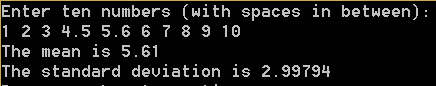 Enter ten numbers (with spaces in between):
1 2 3 4.5 5.6 6 7 8 9 10
The mean is 5.61
The standard deviation is 2.99794